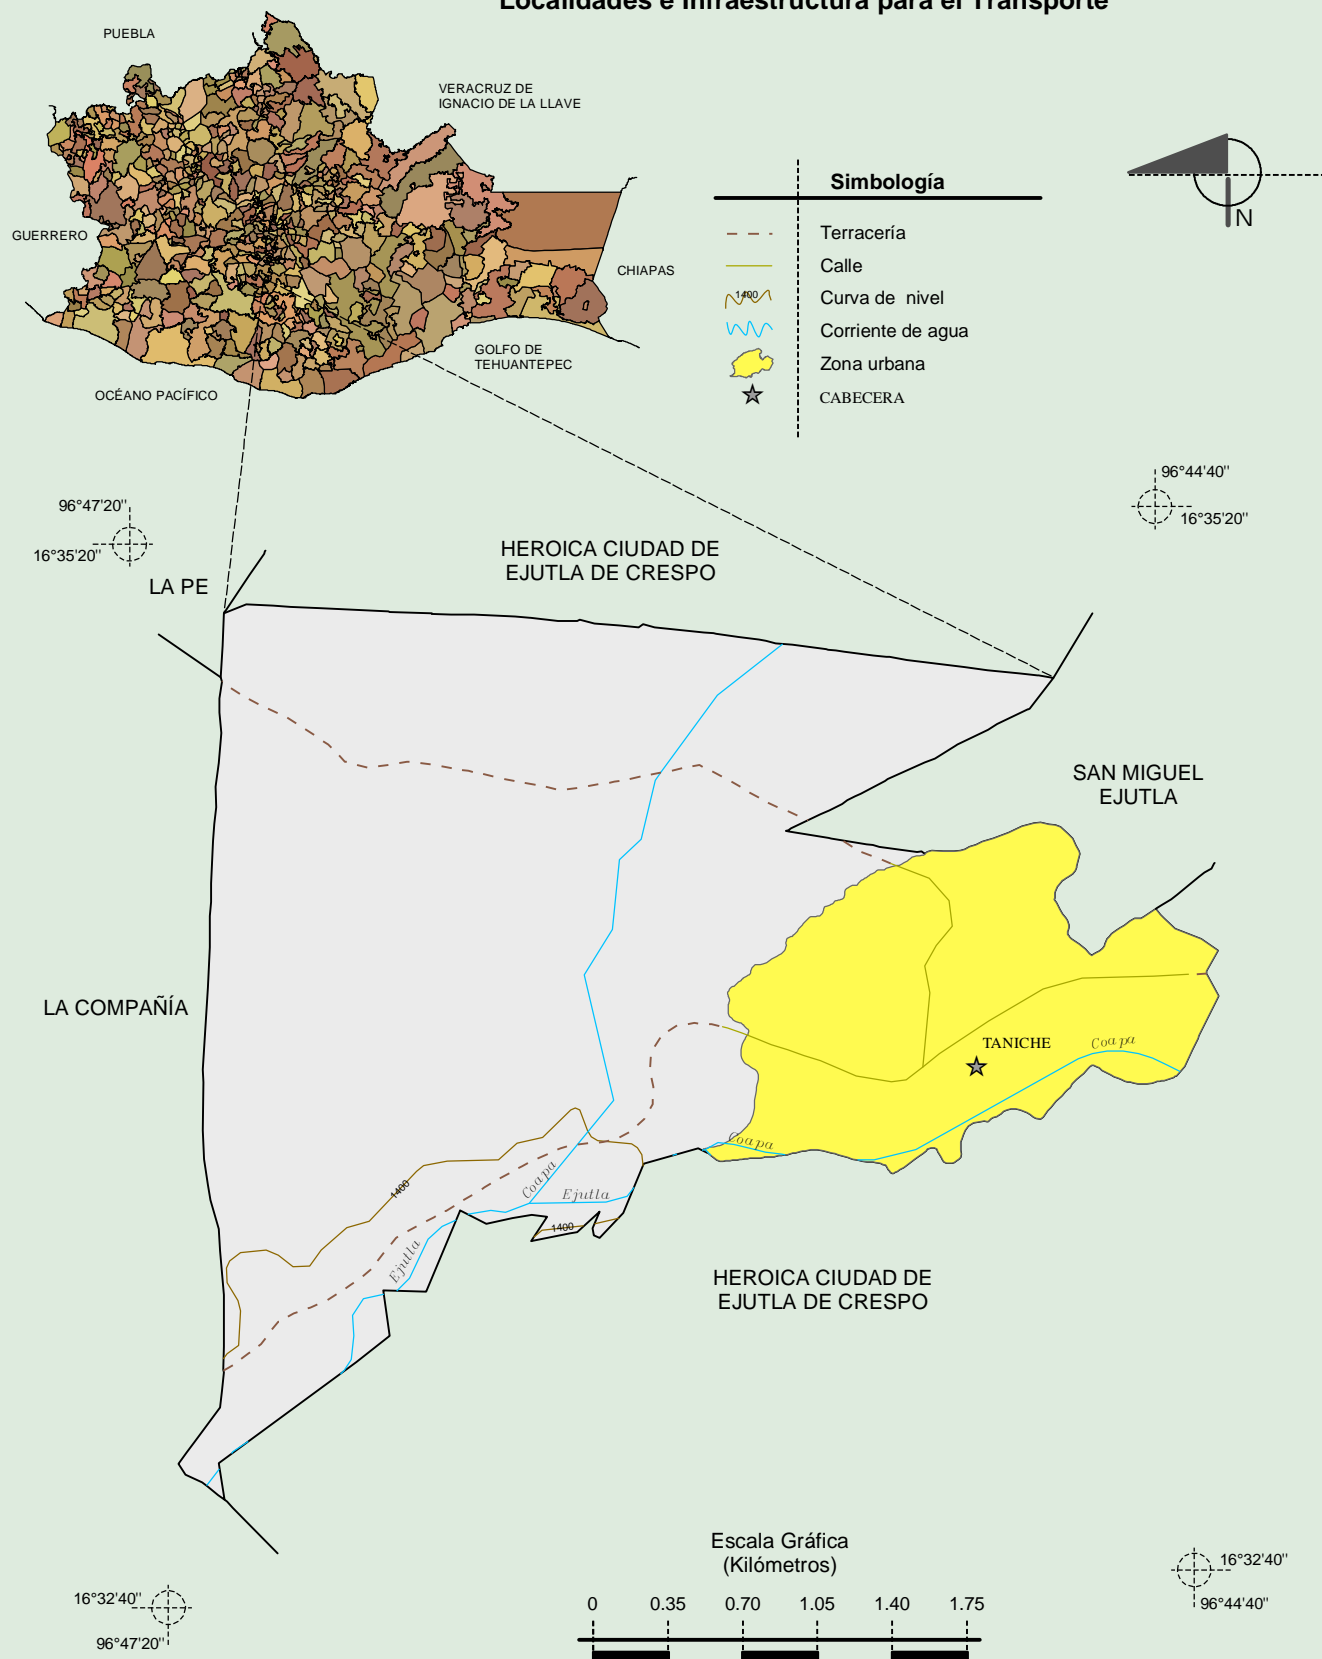 Localidades e Infraestructura para el Transporte
PUEBLA
VERACRUZ DE
IGNACIO DE LA LLAVE
GUERRERO
CHIAPAS
GOLFO DE
TEHUANTEPEC
OCÉANO PACÍFICO
Simbología
Terracería
Calle
1400
Curva de nivel
Corriente de agua
Zona urbana
CABECERA
N
96°47'20"
16°35'20"
96°44'40"
16°35'20"
LA PE
HEROICA CIUDAD DE
EJUTLA DE CRESPO
SAN MIGUEL
EJUTLA
LA COMPAÑÍA
TANICHE
Coapa
Coapa
Coapa
Ejutla
1400
1400
Ejutla
HEROICA CIUDAD DE
EJUTLA DE CRESPO
Escala Gráfica
(Kilómetros)
0 0.35 0.70 1.05 1.40 1.75
16°32'40"
96°47'20"
16°32'40"
96°44'40"